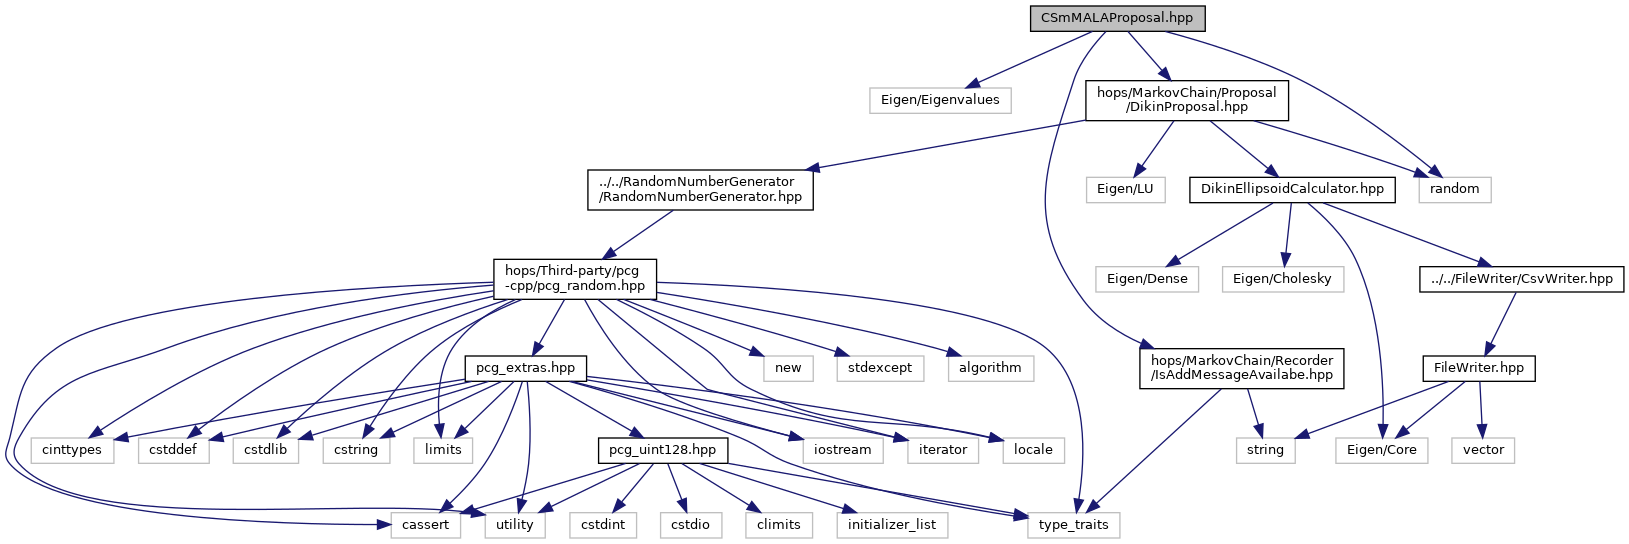 CSmMALAProposal.hpp
Eigen/Eigenvalues
hops/MarkovChain/Proposal
/DikinProposal.hpp
../../RandomNumberGenerator
/RandomNumberGenerator.hpp
Eigen/LU
DikinEllipsoidCalculator.hpp
random
hops/Third-party/pcg
-cpp/pcg_random.hpp
Eigen/Dense
Eigen/Cholesky
../../FileWriter/CsvWriter.hpp
pcg_extras.hpp
new
stdexcept
algorithm
hops/MarkovChain/Recorder
/IsAddMessageAvailabe.hpp
FileWriter.hpp
cinttypes
cstddef
cstdlib
cstring
limits
pcg_uint128.hpp
iostream
iterator
locale
string
Eigen/Core
vector
cassert
utility
cstdint
cstdio
climits
initializer_list
type_traits